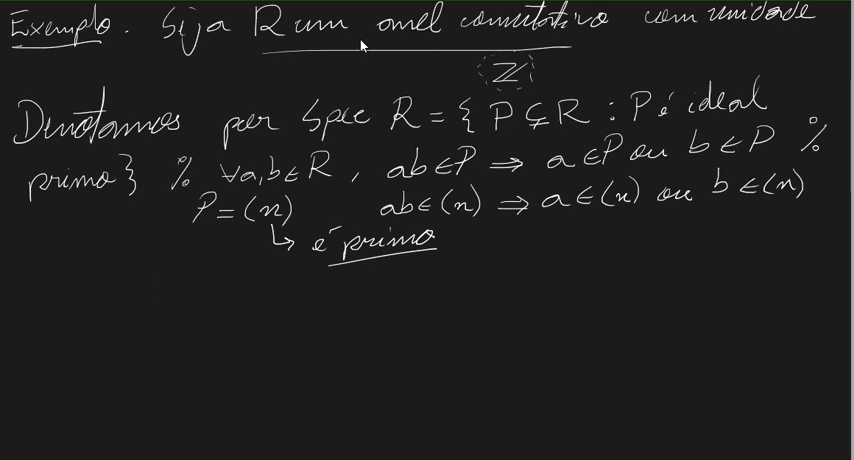 Exemplo. Seja R um anel comutativo com unidade
ℤ
Denotamos por Spec R = { P ⊊ R : P é ideal
primo } % ∀a,b ∈ R , ab ∈ P ⇒ a ∈ P ou b ∈ P %
P = (n) ab ∈ (n) ⇒ a ∈ (n) ou b ∈ (n)
↳ é primo